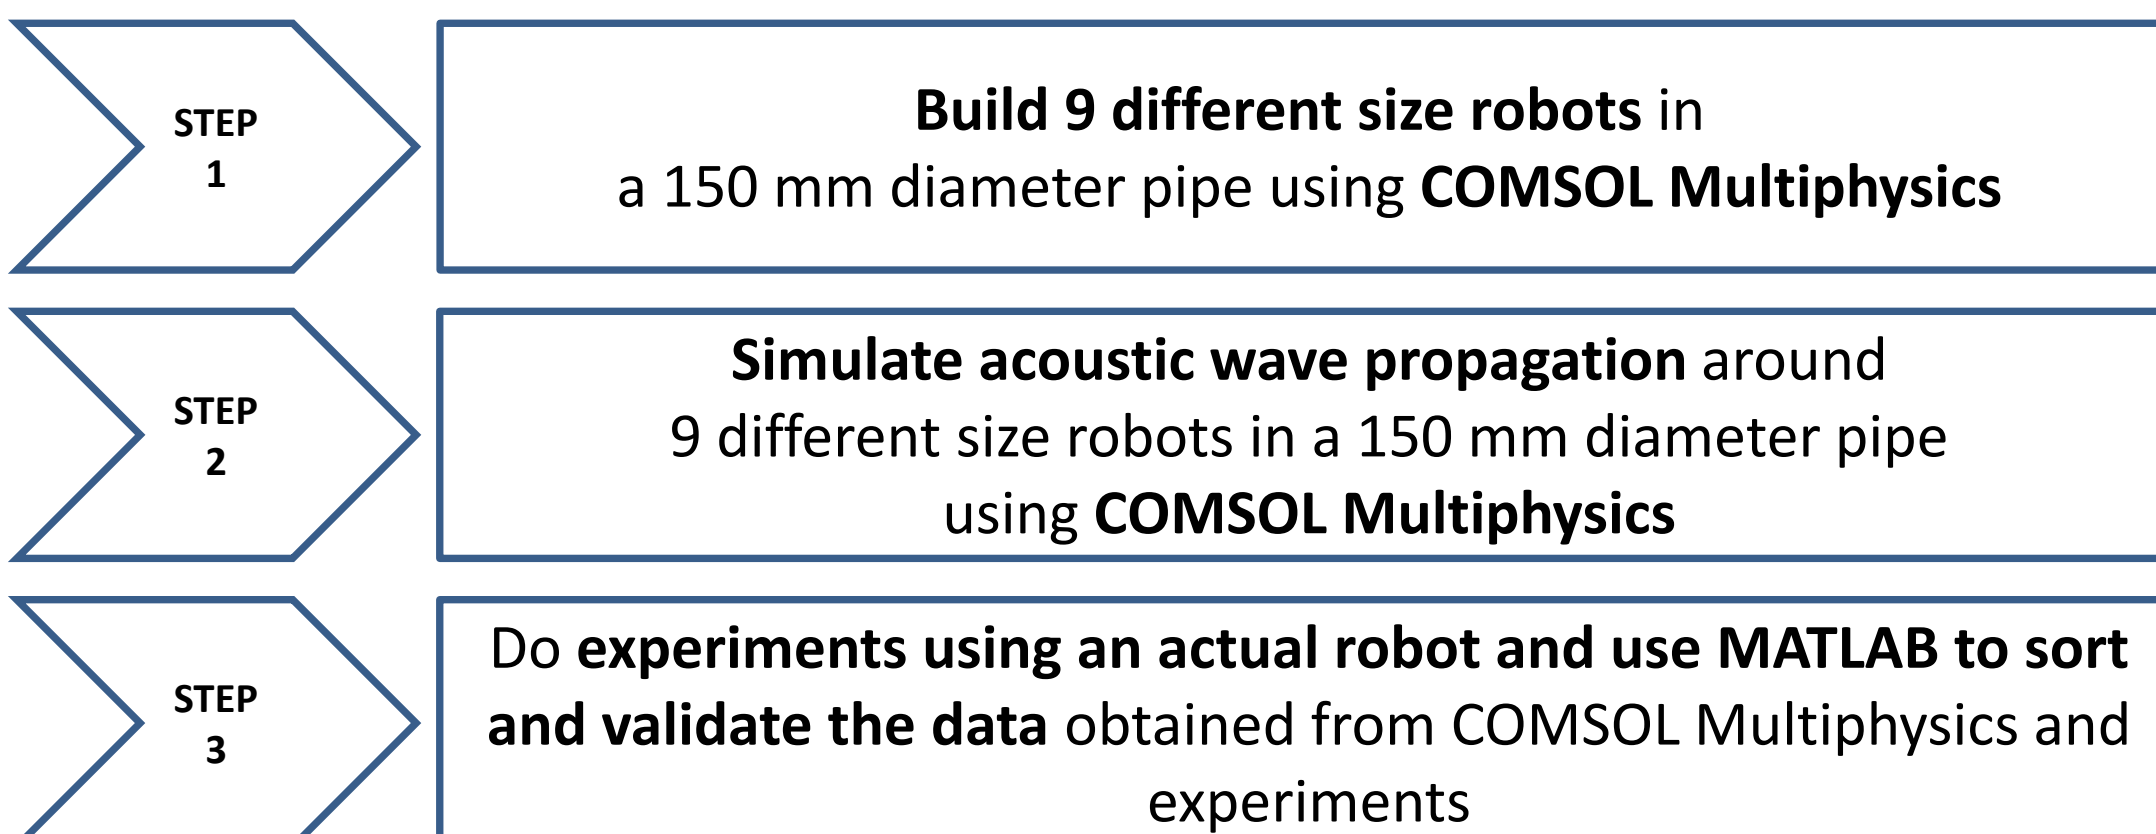 STEP
1
Build 9 different size robots in
a 150 mm diameter pipe using COMSOL Multiphysics
STEP
2
Simulate acoustic wave propagation around
9 different size robots in a 150 mm diameter pipe
using COMSOL Multiphysics
STEP
3
Do experiments using an actual robot and use MATLAB to sort
and validate the data obtained from COMSOL Multiphysics and
experiments